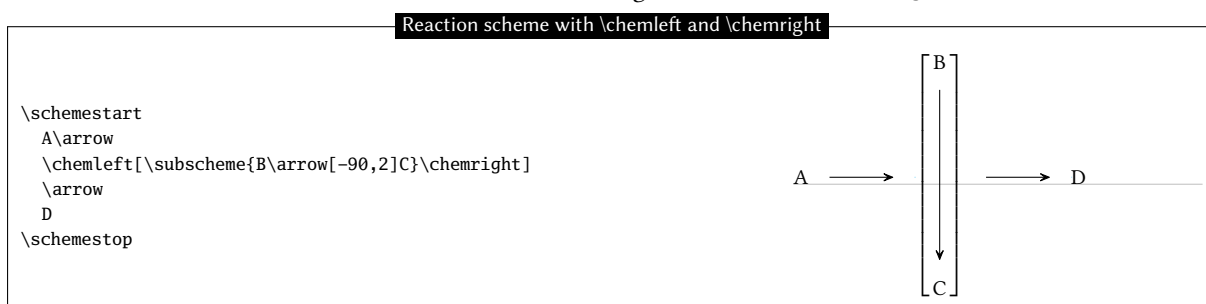 Reaction scheme with \chemleft and \chemright
\schemestart
A\arrow
\chemleft[\subscheme{B\arrow[-90,2]C}\chemright]
\arrow
D
\schemestop
B
A D
C